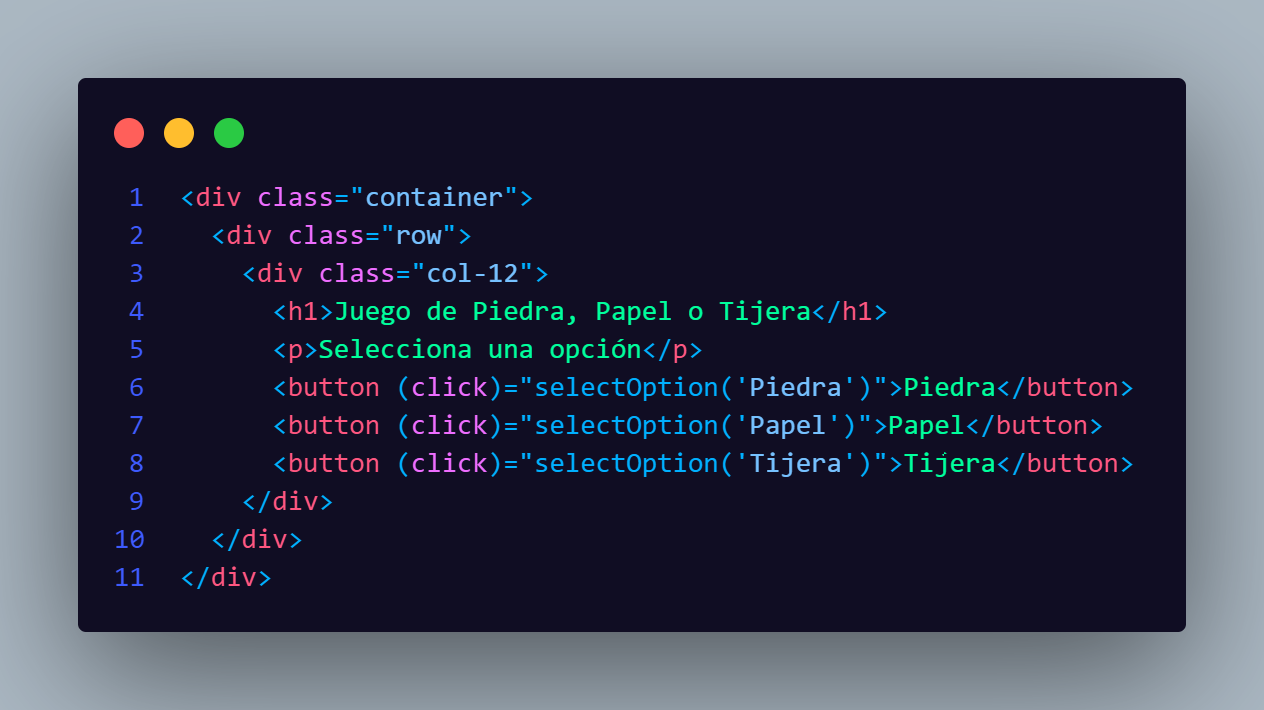 1 <div class="container">
2   <div class="row">
3     <div class="col-12">
4       <h1>Juego de Piedra, Papel o Tijera</h1>
5       <p>Selecciona una opción</p>
6       <button (click)="selectOption('Piedra')">Piedra</button>
7       <button (click)="selectOption('Papel')">Papel</button>
8       <button (click)="selectOption('Tijera')">Tijera</button>
9     </div>
10   </div>
11 </div>